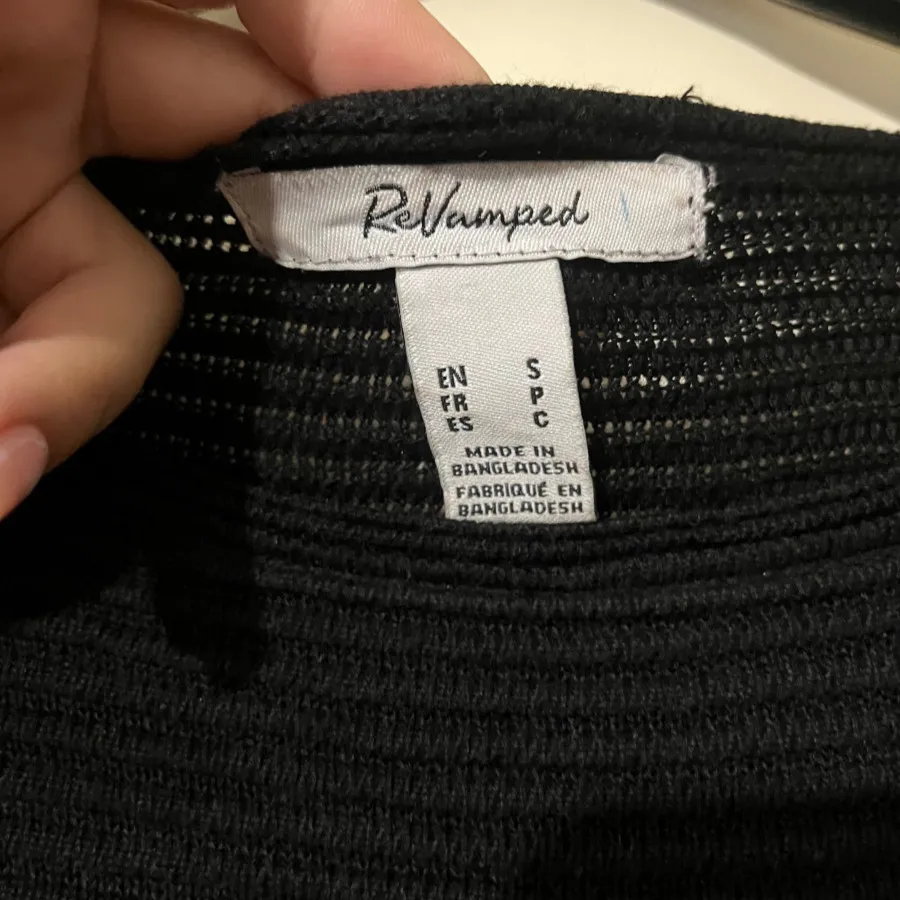 ReVamped
EN S
FR P
ES C
MADE IN
BANGLADESH
FABRIQUÉ EN
BANGLADESH